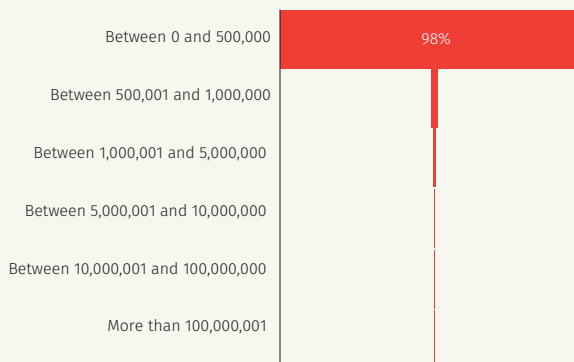 Between 0 and 500,000
98%
Between 500,001 and 1,000,000
Between 1,000,001 and 5,000,000
Between 5,000,001 and 10,000,000
Between 10,000,001 and 100,000,000
More than 100,000,001